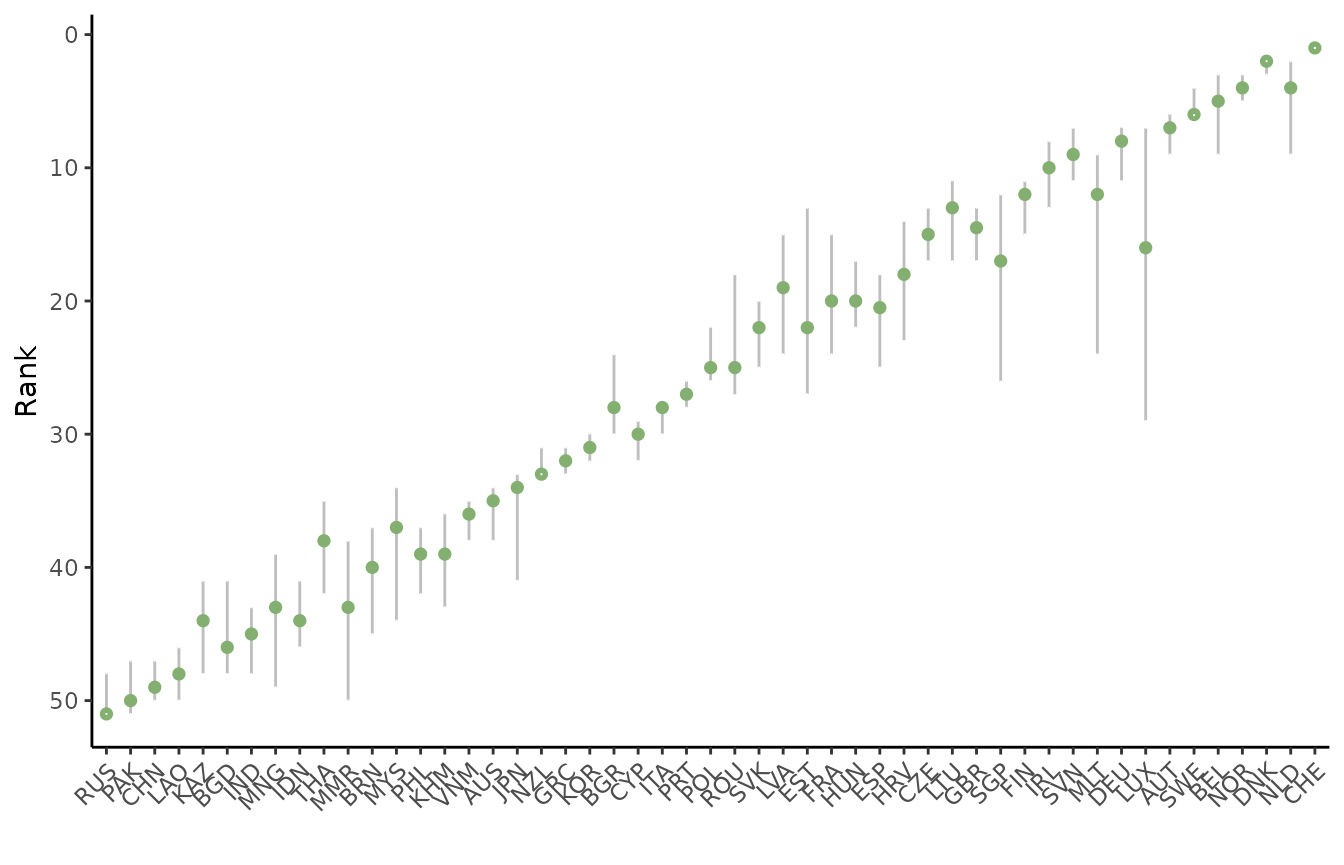 0
10
20
30
40
50
Rank
RUS
PAK
CHN
LAO
KAZ
BGD
IND
MNG
IDN
THA
MMR
BRN
MYS
PHL
KHM
VNM
AUS
JPN
NZL
GRC
KOR
BGR
CYP
ITA
PRT
POL
ROU
SVK
LVA
EST
FRA
HUN
ESP
HRV
CZE
LTU
GBR
SGP
FIN
IRL
SVN
MLT
DEU
LUX
AUT
SWE
BEL
NOR
DNK
NLD
CHE